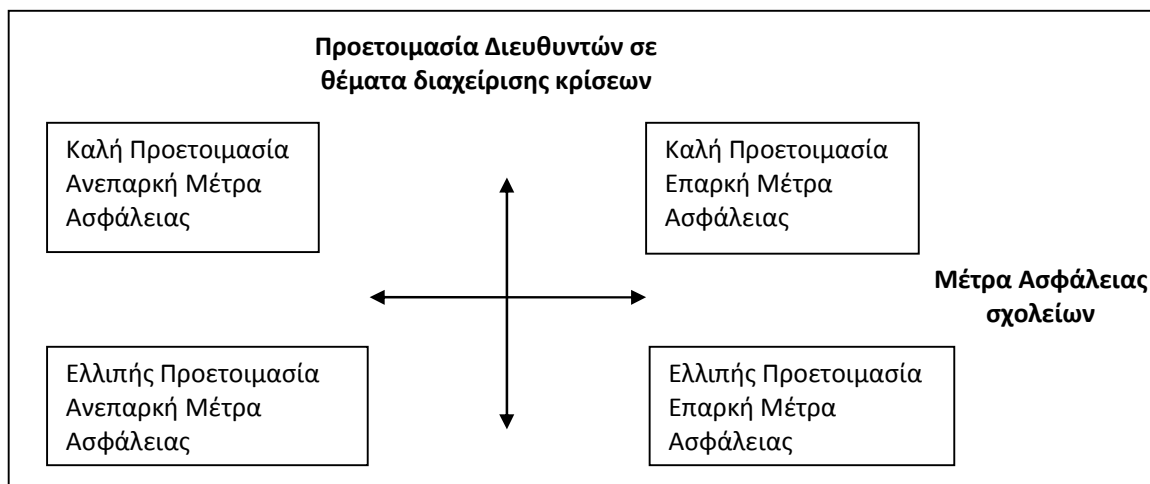 Προετοιμασία Διευθυντών σε
θέματα διαχείρισης κρίσεων
Καλή Προετοιμασία
Ανεπαρκή Μέτρα
Ασφάλειας
Καλή Προετοιμασία
Επαρκή Μέτρα
Ασφάλειας
Μέτρα Ασφάλειας
σχολείων
Ελλιπής Προετοιμασία
Ανεπαρκή Μέτρα
Ασφάλειας
Ελλιπής Προετοιμασία
Επαρκή Μέτρα
Ασφάλειας